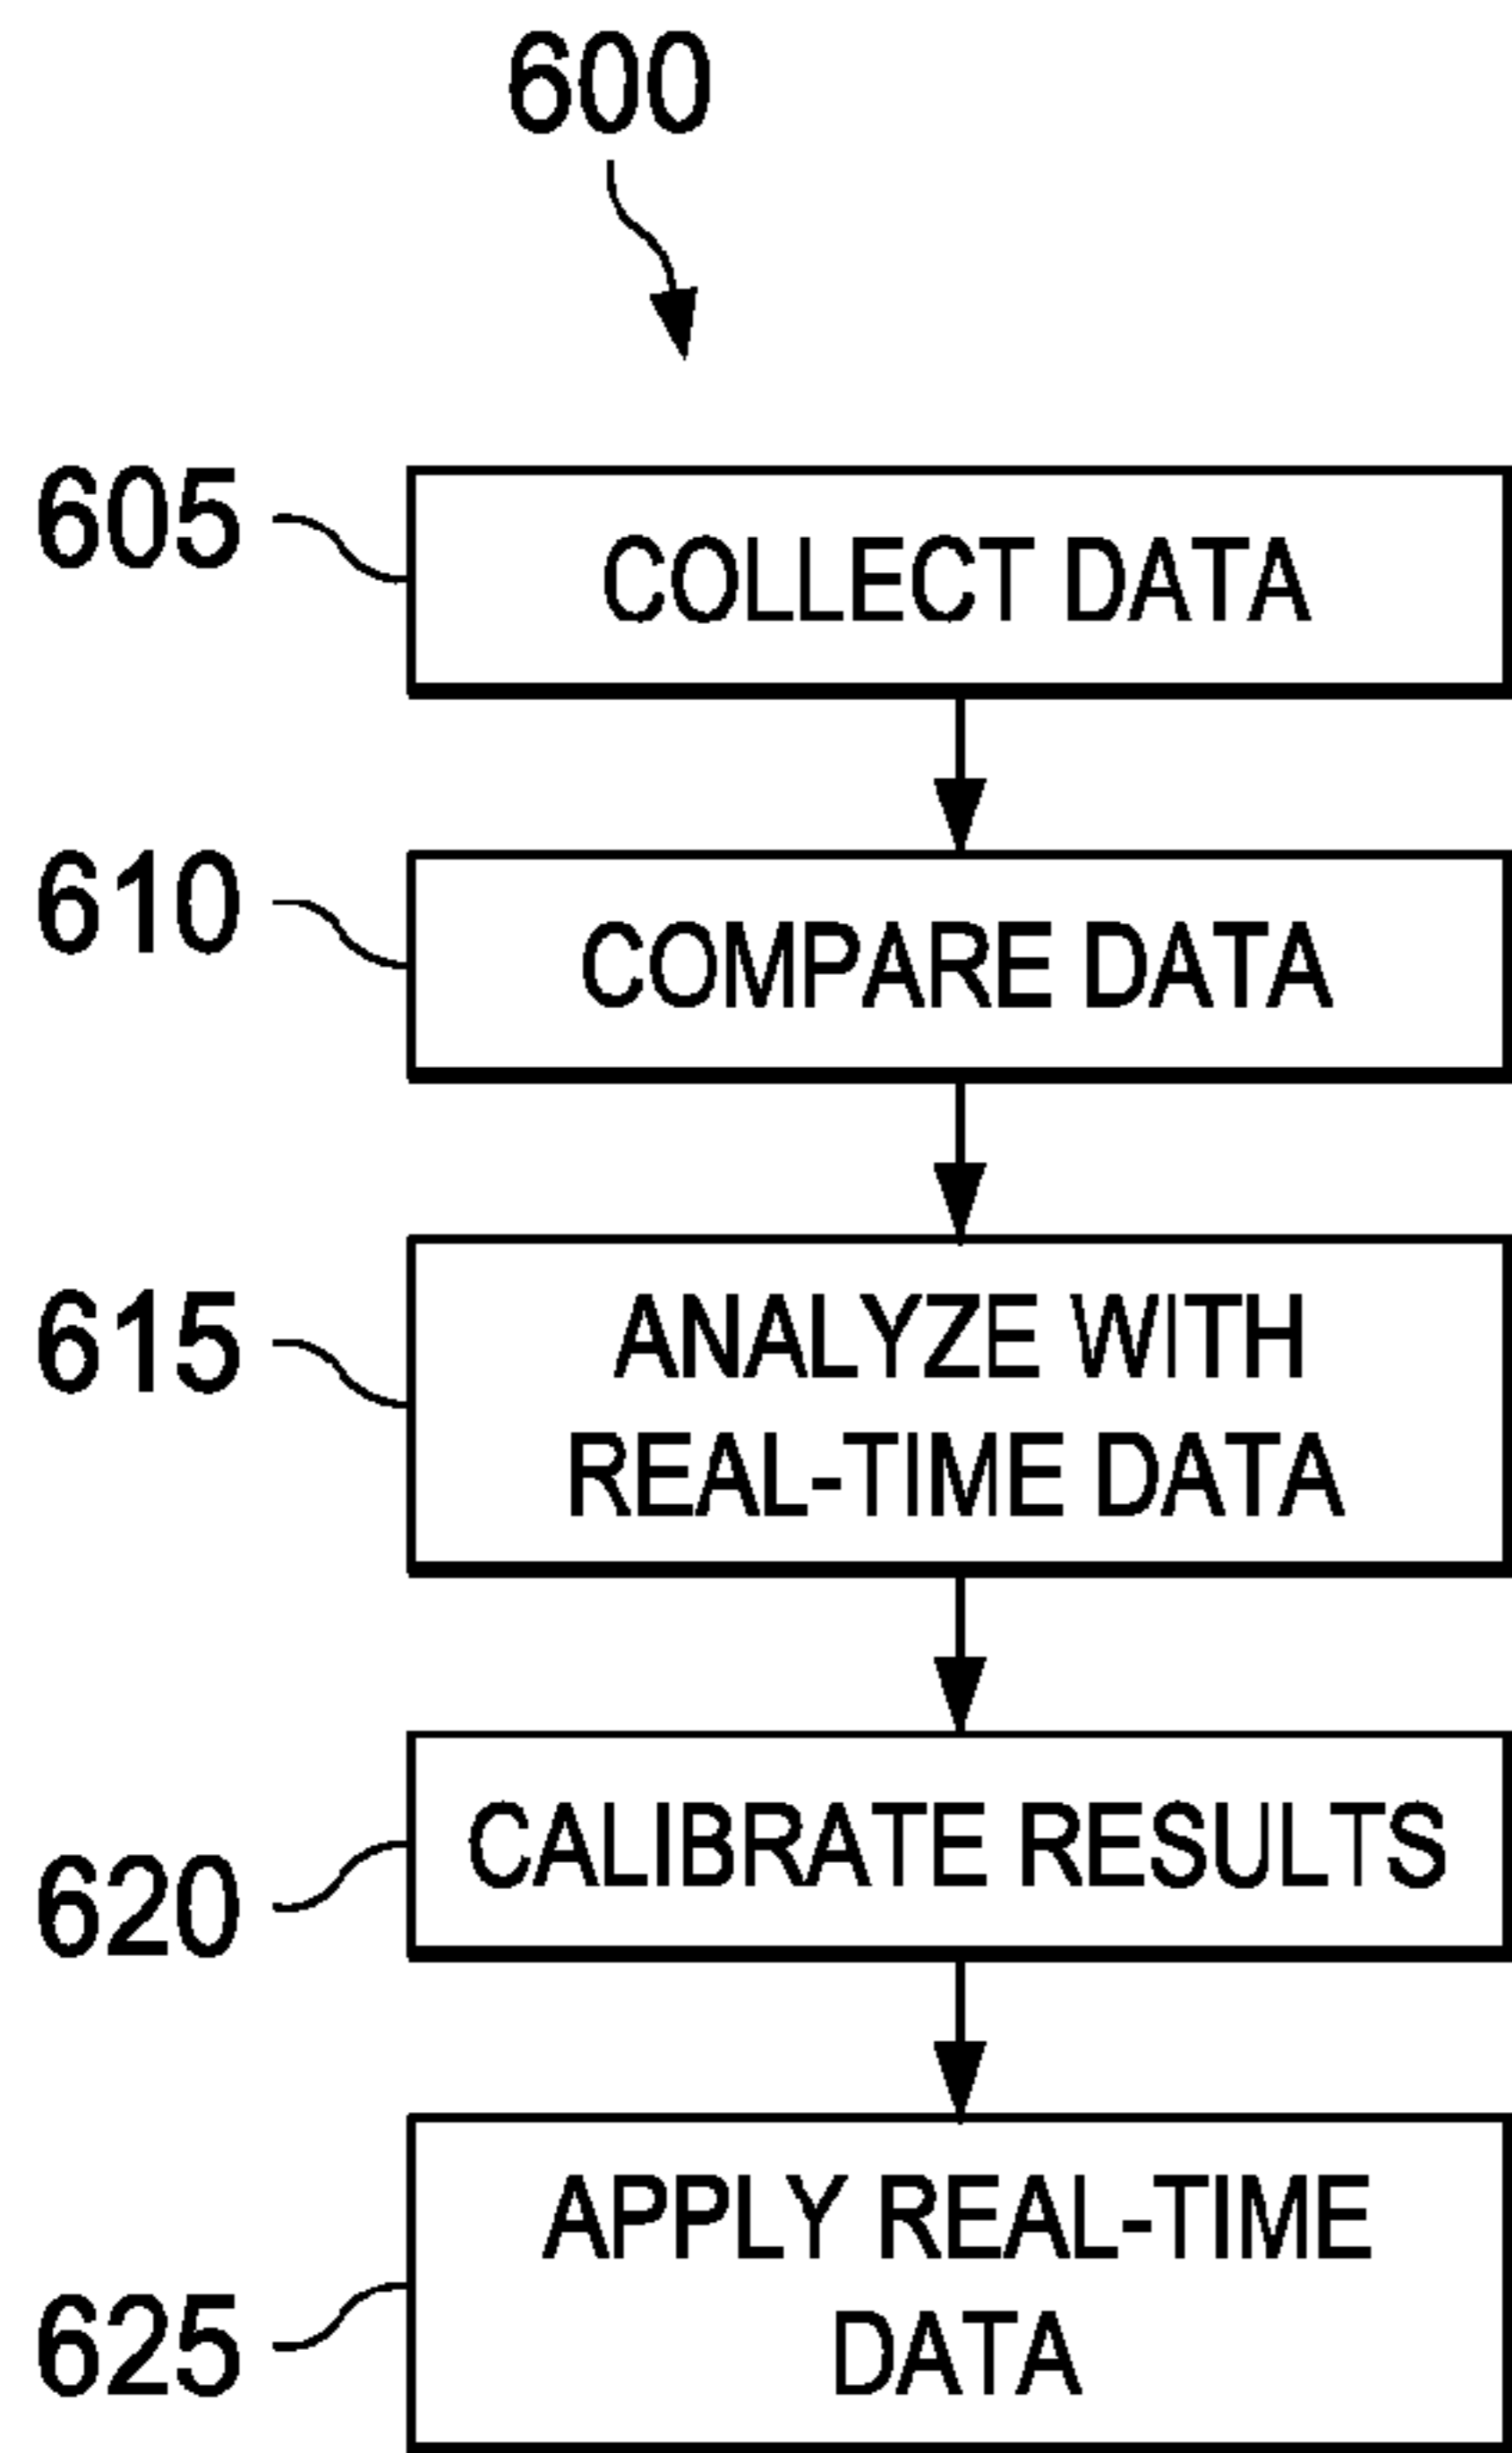 600
605
COLLECT DATA
610
COMPARE DATA
615
ANALYZE WITH
REAL-TIME DATA
620
CALIBRATE RESULTS
625
APPLY REAL-TIME
DATA